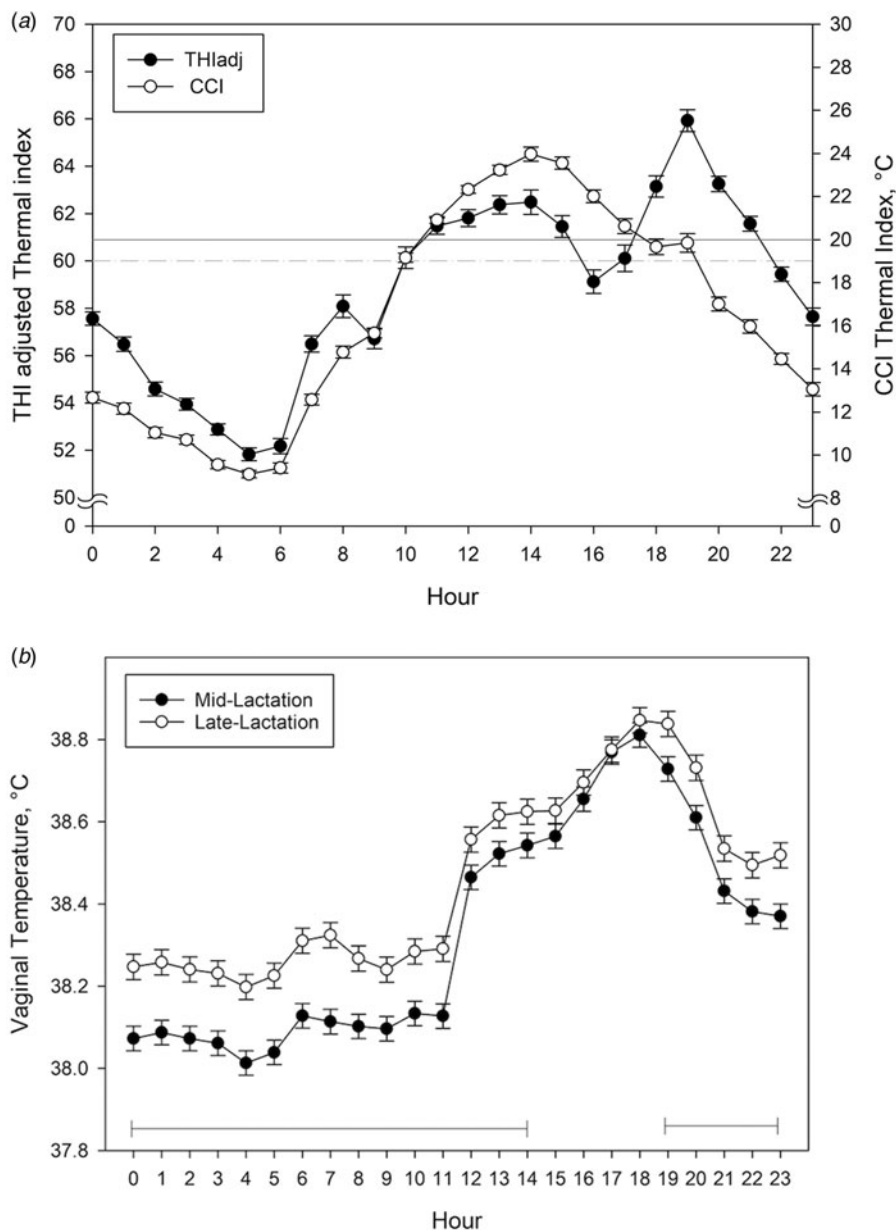 (a)
THIadj
CCI
THI adjusted Thermal index
70
68
66
64
62
60
58
56
54
52
50
0
CCI Thermal Index, °C
30
28
26
24
22
20
18
16
14
12
10
8
0
0 2 4 6 8 10 12 14 16 18 20 22
Hour
(b)
Mid-Lactation
Late-Lactation
Vaginal Temperature, °C
38.8
38.6
38.4
38.2
38.0
37.8
0 1 2 3 4 5 6 7 8 9 10 11 12 13 14 15 16 17 18 19 20 21 22 23
Hour